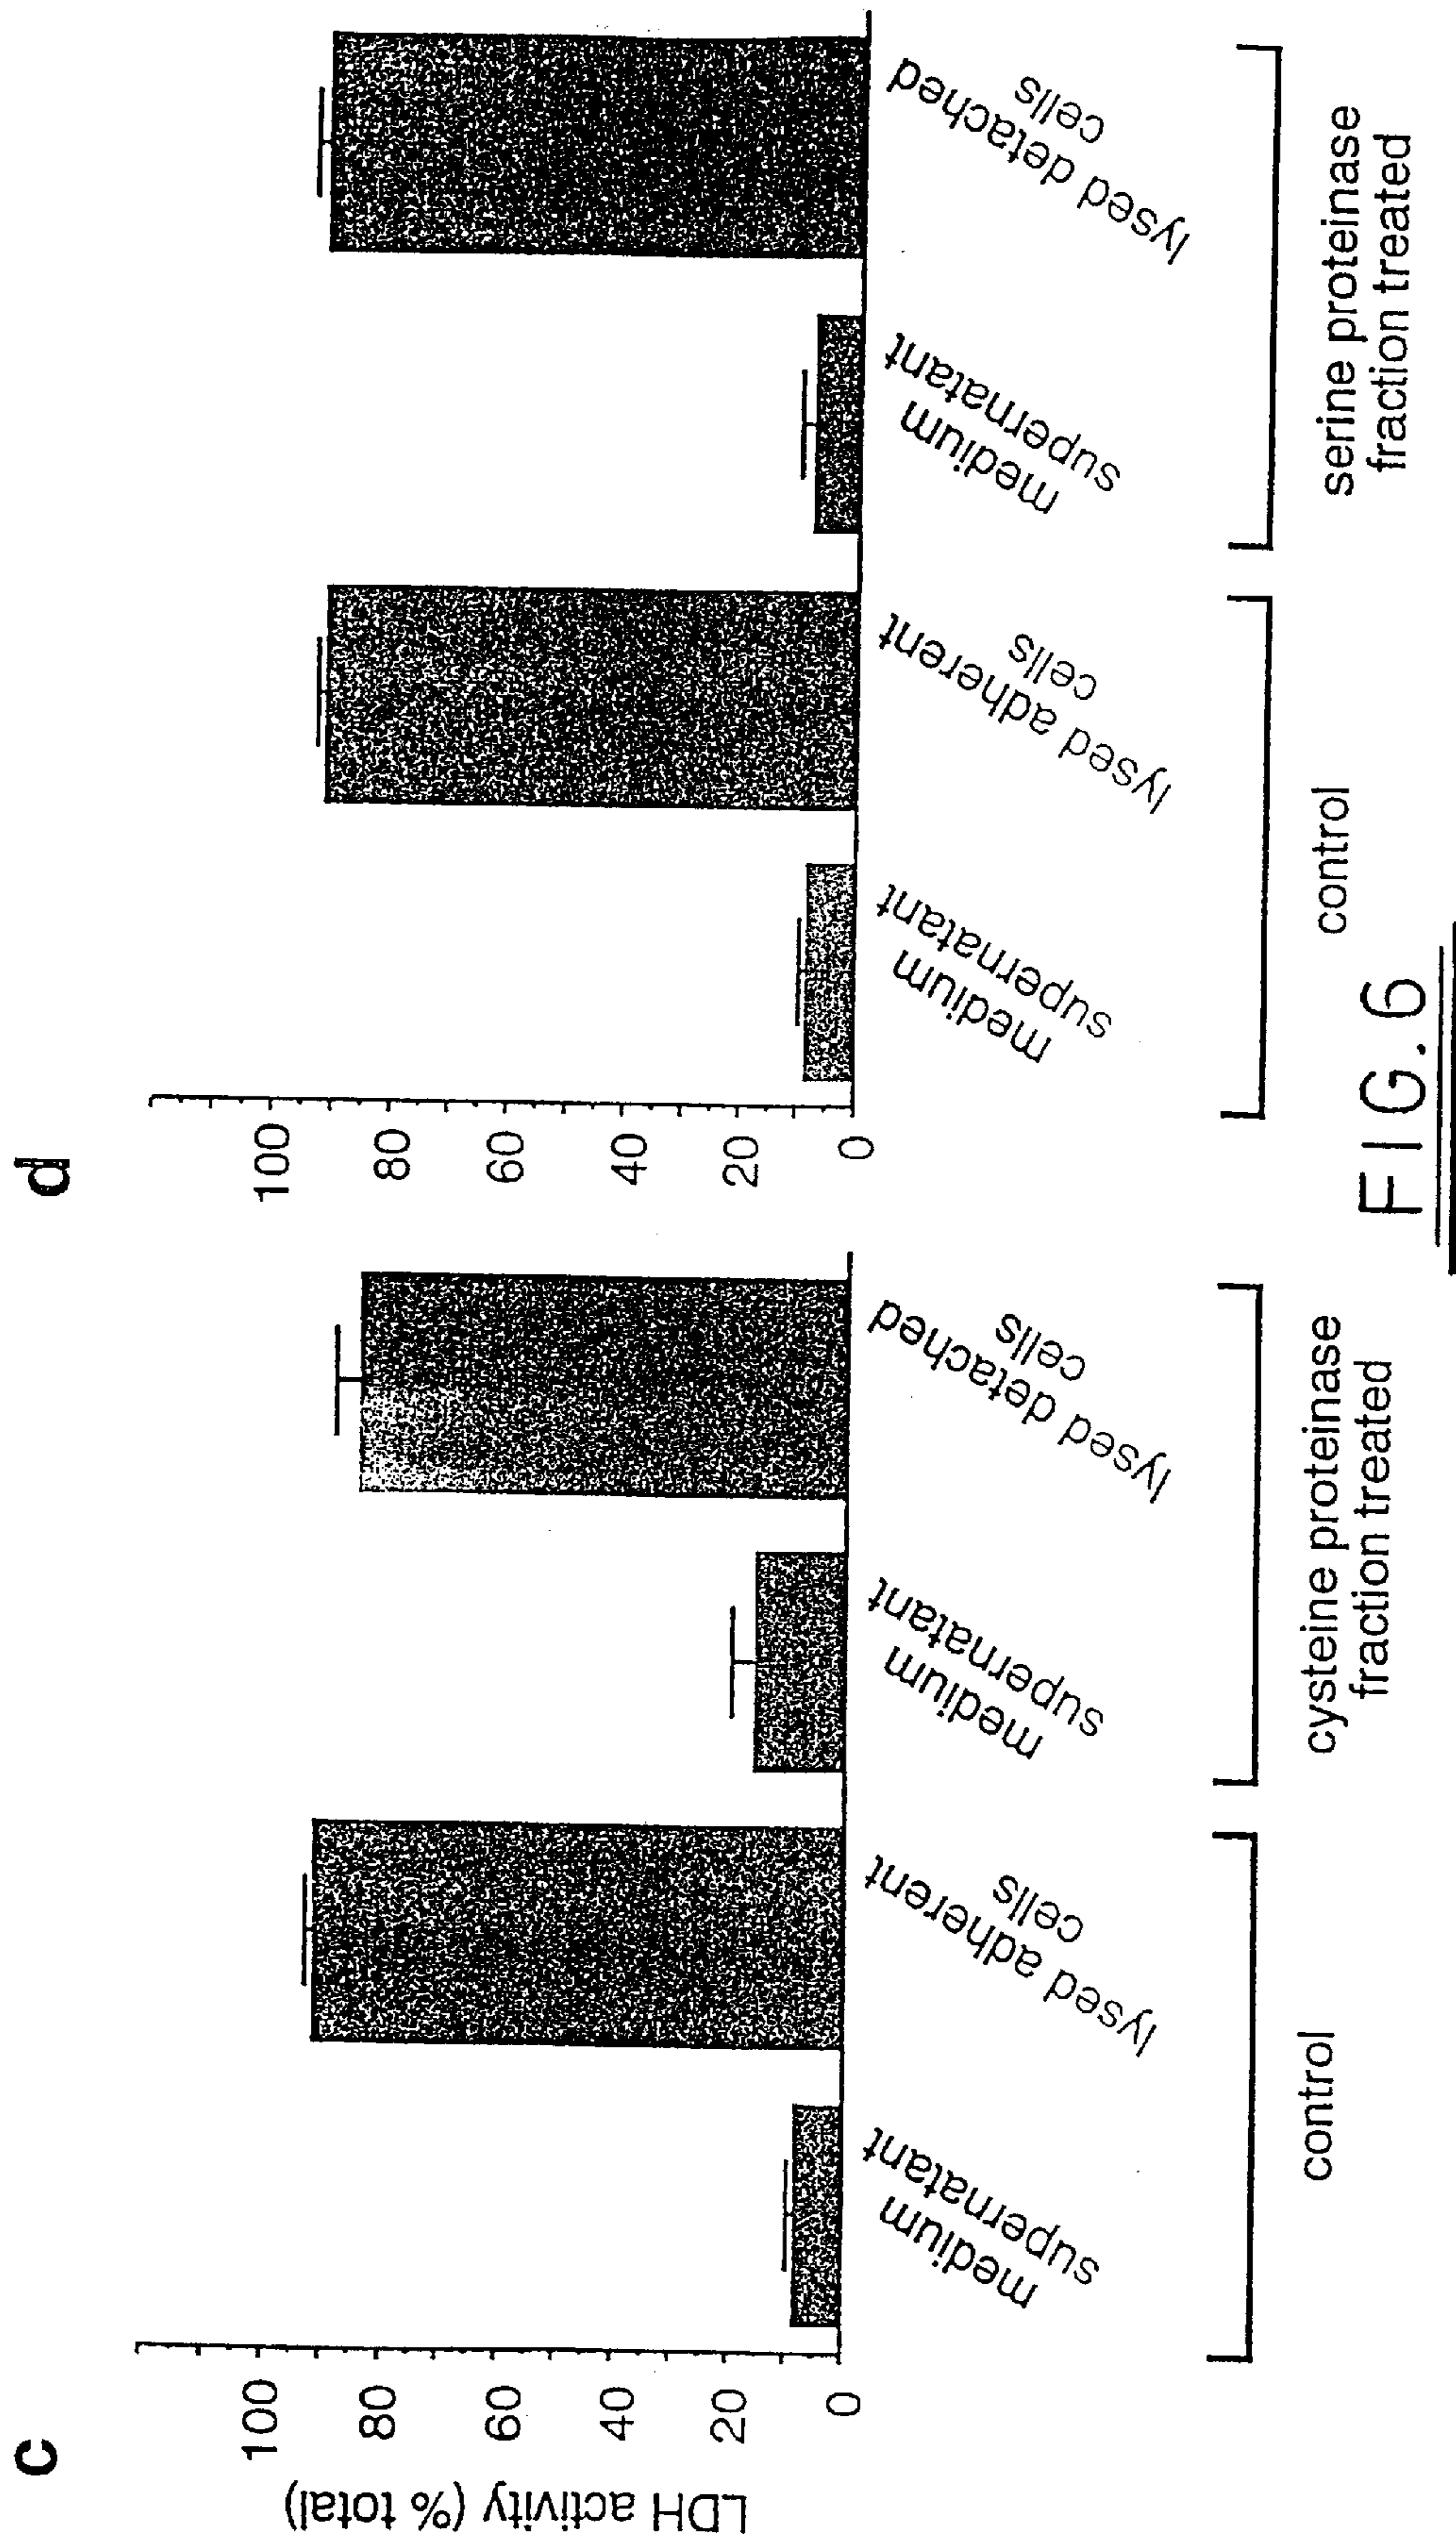 c
LDH activity (% total)
100
80
60
40
20
0
medium
supernatant
lysed adherent
cells
medium
supernatant
lysed detached
cells
control
cysteine proteinase
fraction treated
d
100
80
60
40
20
0
medium
supernatant
lysed adherent
cells
medium
supernatant
lysed detached
cells
control
serine proteinase
fraction treated
FIG.6